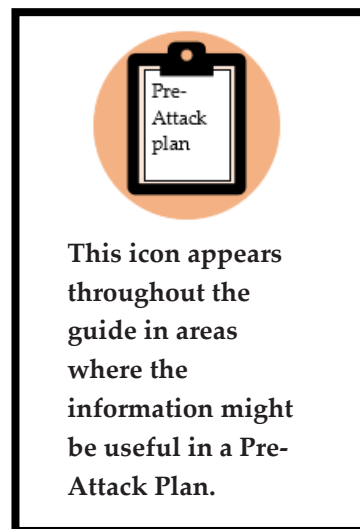 Pre-
Attack
plan
This icon appears
throughout the
guide in areas
where the
information might
be useful in a Pre-
Attack Plan.